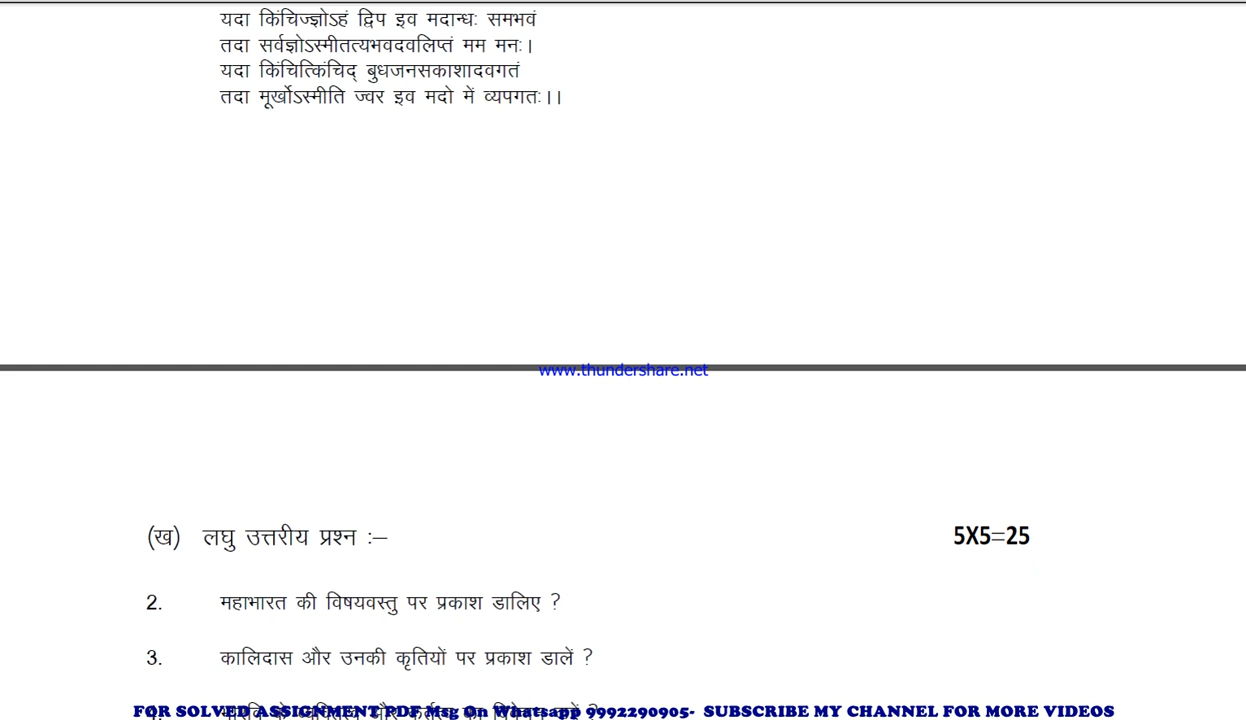 यदा किंचिज्ज्ञोऽहं द्विप इव मदान्धः समभवं
तदा सर्वज्ञोऽस्मीतत्यभवदवलिप्तं मम मनः।
यदा किंचित्किंचिद् बुधजनसकाशादवगतं
तदा मूर्खोऽस्मीति ज्वर इव मदो में व्यपगतः।।
www.thundershare.net
(ख) लघु उत्तरीय प्रश्न :– 5X5=25
2. महाभारत की विषयवस्तु पर प्रकाश डालिए ?
3. कालिदास और उनकी कृतियों पर प्रकाश डालें ?
FOR SOLVED ASSIGNMENT PDF Msg On Whatsapp 9992290905- SUBSCRIBE MY CHANNEL FOR MORE VIDEOS